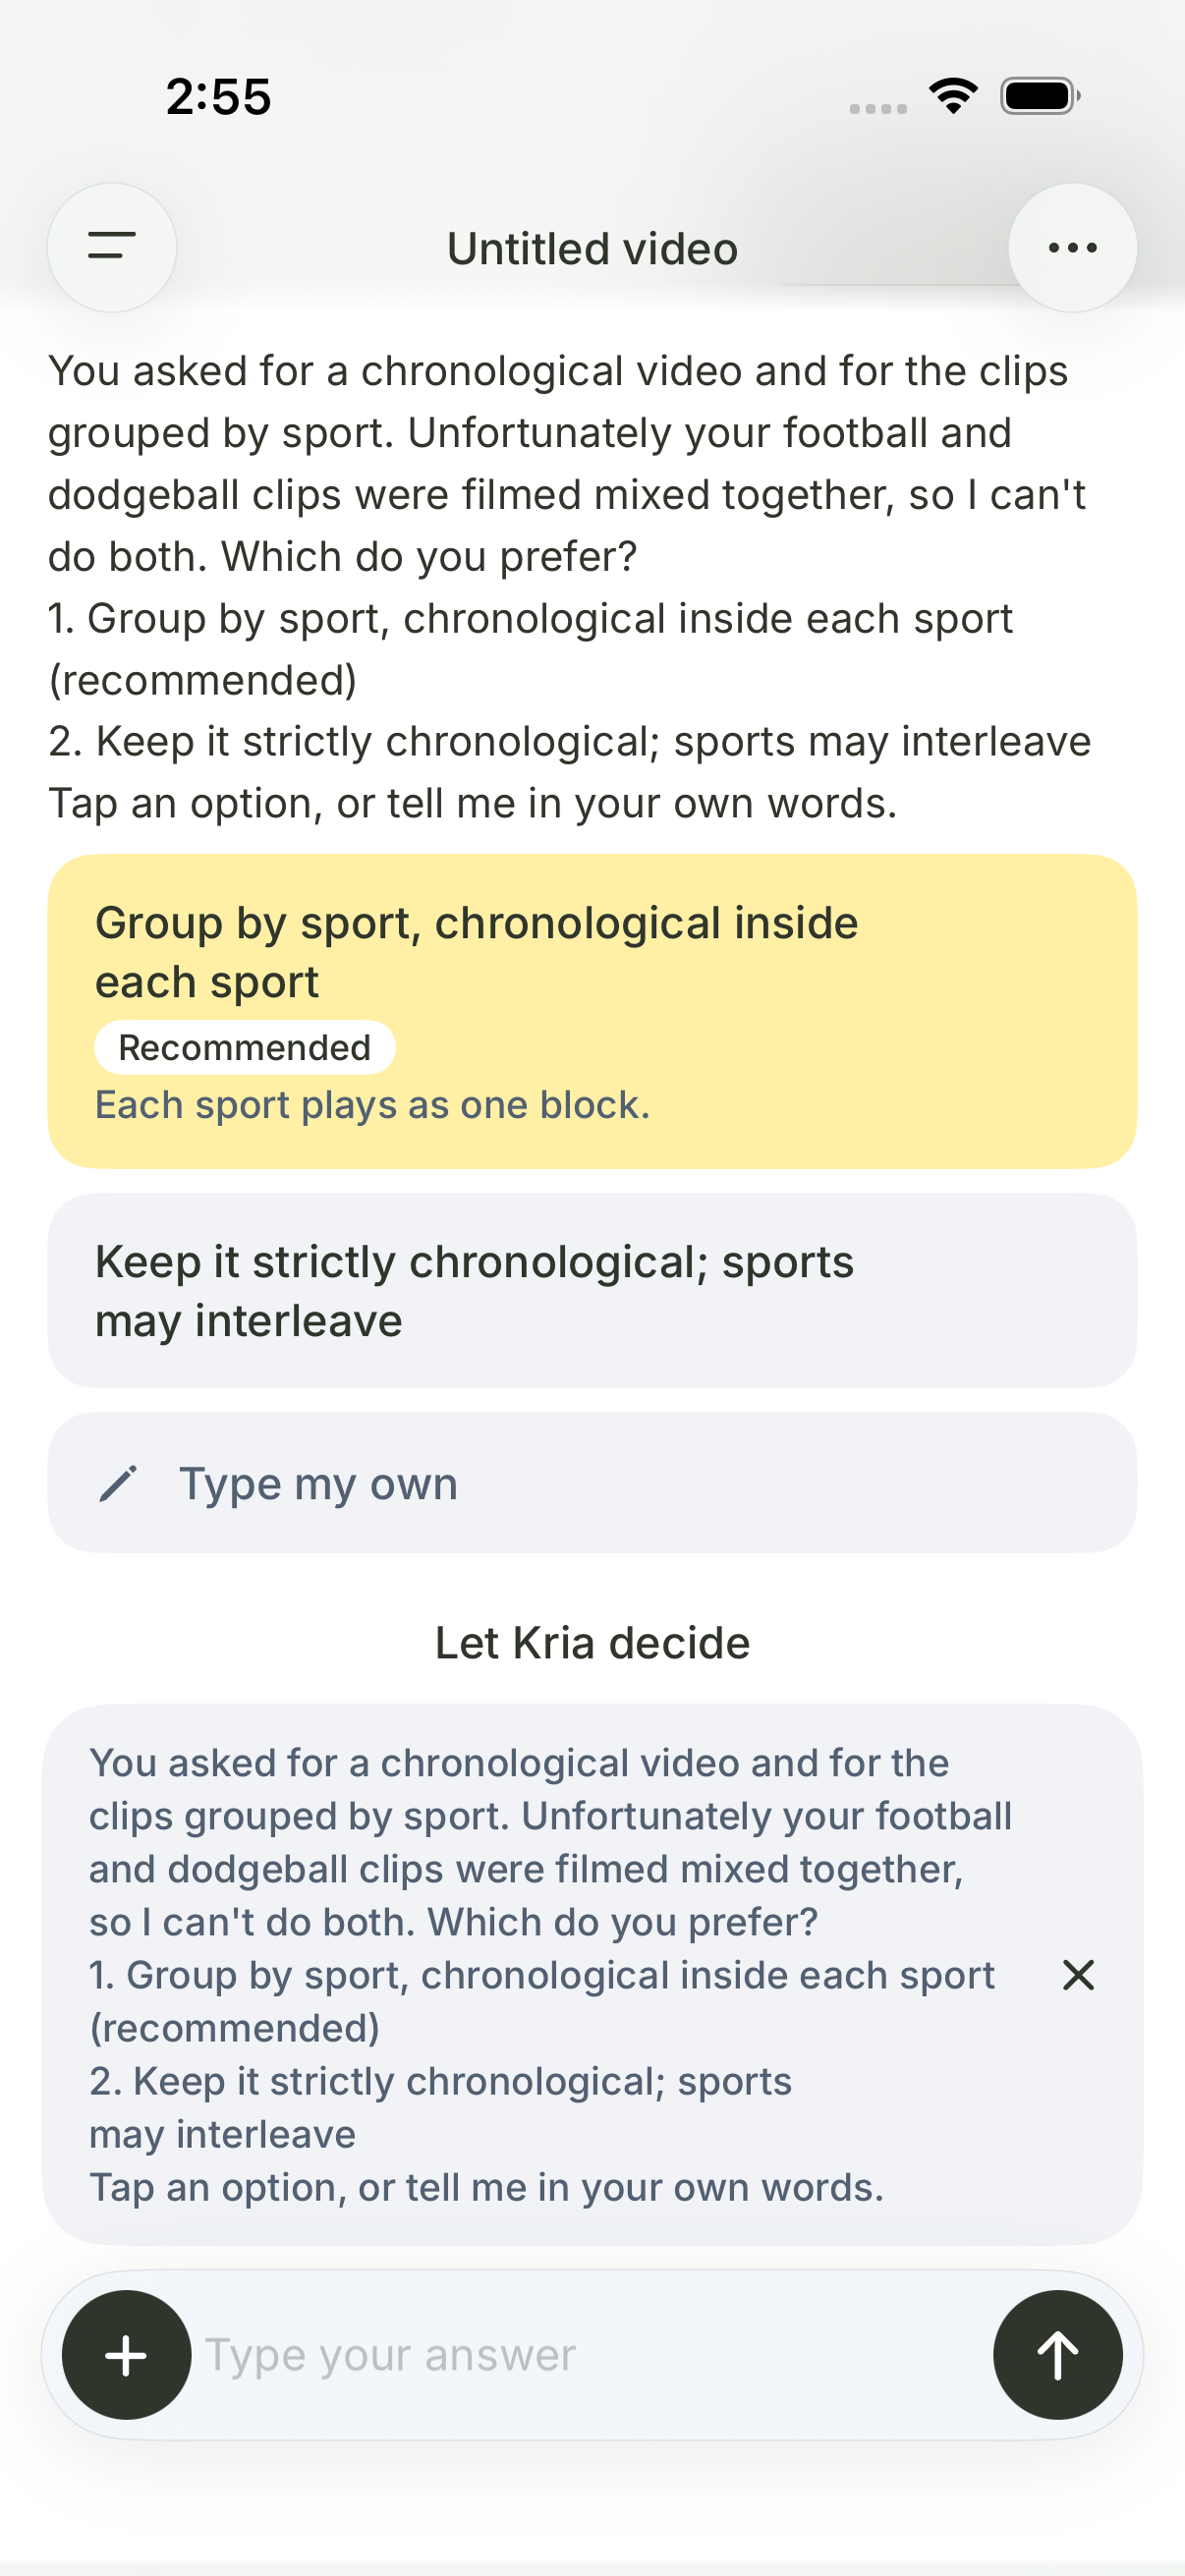 2:55
Untitled video
You asked for a chronological video and for the clips
grouped by sport. Unfortunately your football and
dodgeball clips were filmed mixed together, so I can't
do both. Which do you prefer?
1. Group by sport, chronological inside each sport
(recommended)
2. Keep it strictly chronological; sports may interleave
Tap an option, or tell me in your own words.
Group by sport, chronological inside
each sport
Recommended
Each sport plays as one block.
Keep it strictly chronological; sports
may interleave
Type my own
Let Kria decide
You asked for a chronological video and for the
clips grouped by sport. Unfortunately your football
and dodgeball clips were filmed mixed together,
so I can't do both. Which do you prefer?
1. Group by sport, chronological inside each sport
(recommended)
2. Keep it strictly chronological; sports
may interleave
Tap an option, or tell me in your own words.
Type your answer